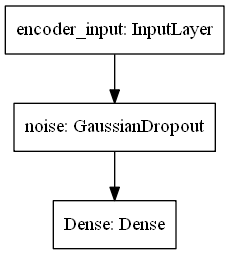 encoder_input: InputLayer
noise: GaussianDropout
Dense: Dense